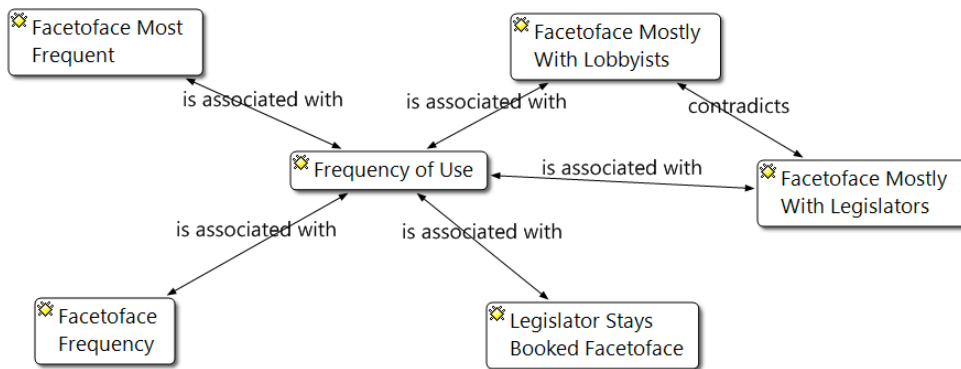 Facetoface Most
Frequent
Facetoface Mostly
With Lobbyists
is associated with
is associated with
contradicts
Frequency of Use
is associated with
Facetoface Mostly
With Legislators
is associated with
is associated with
Facetoface
Frequency
Legislator Stays
Booked Facetoface